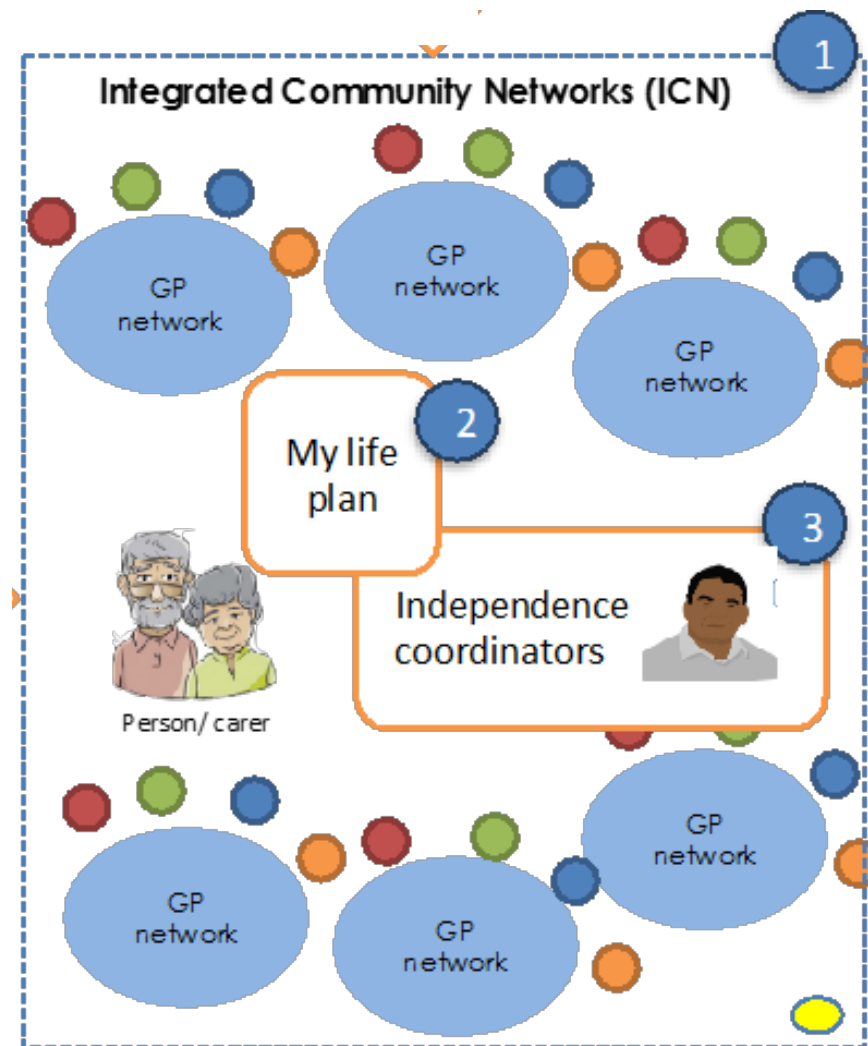 1
Integrated Community Networks (ICN)
GP
network
GP
network
GP
network
2
My life
plan
3
Independence
coordinators
Person/ carer
GP
network
GP
network
GP
network